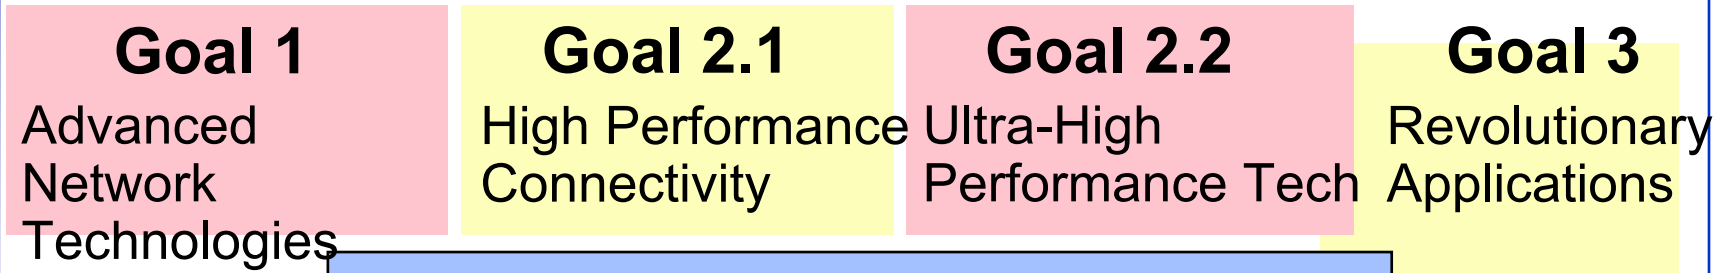 Goal 1
Advanced
Network
Technologies
Goal 2.1
High Performance
Connectivity
Goal 2.2
Ultra-High
Performance Tech
Goal 3
Revolutionary
Applications